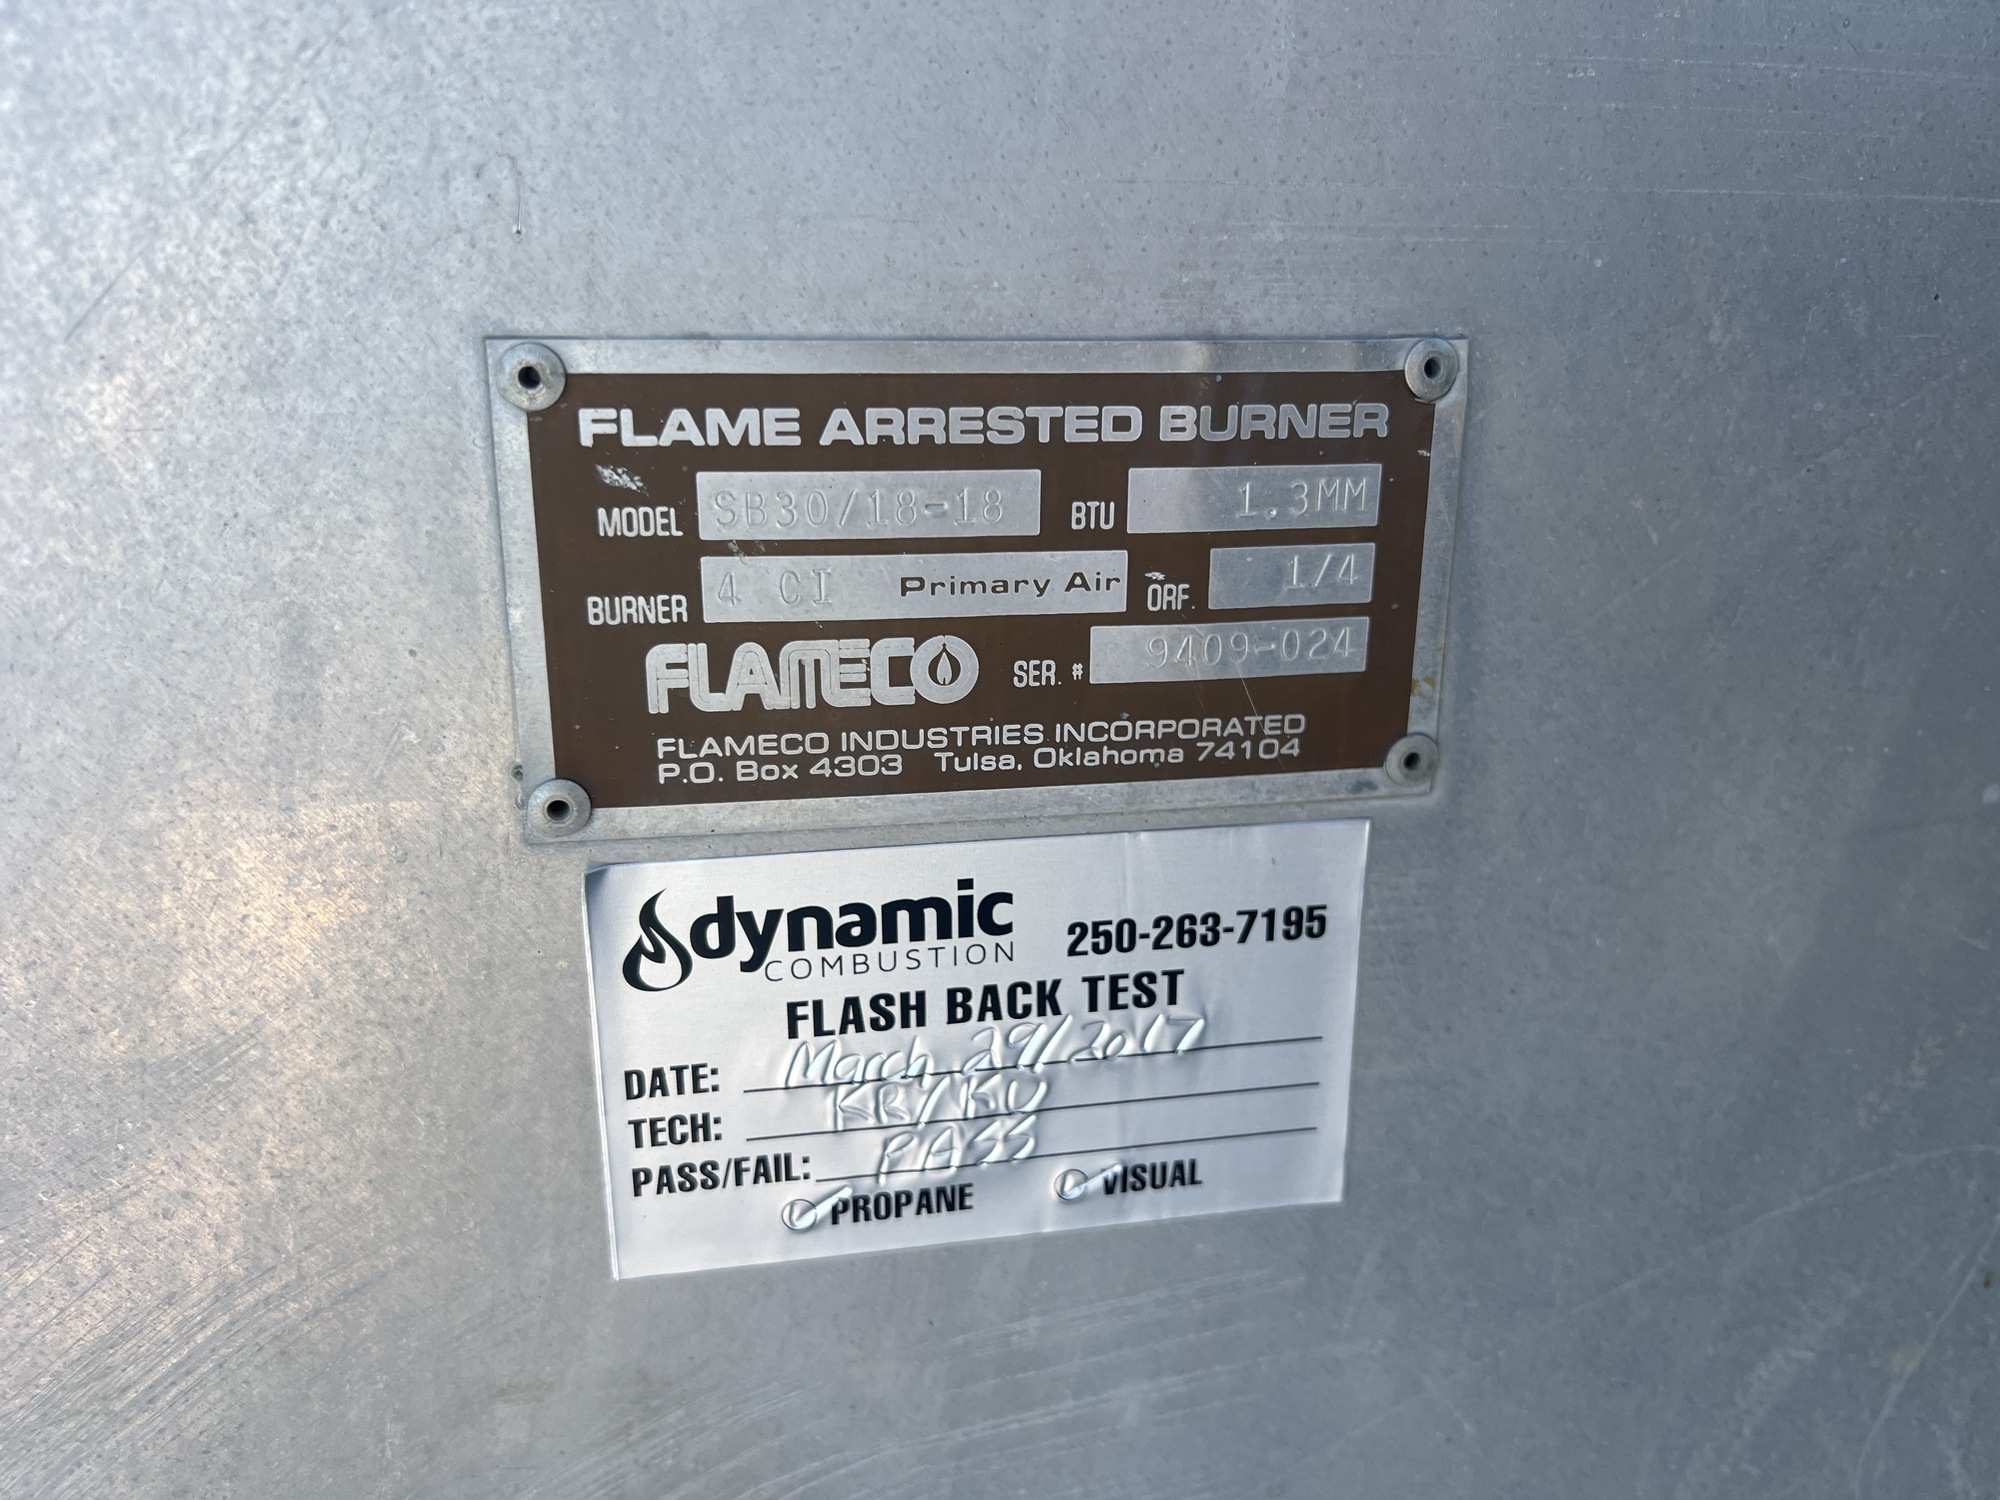 FLAME ARRESTED BURNER
MODEL SB30/18-18 BTU 1.3MM
BURNER 4 CI Primary Air ORF. 1/4
FLAMECO SER. # 9409-024
FLAMECO INDUSTRIES INCORPORATED
P.O. Box 4303 Tulsa, Oklahoma 74104
dynamic
COMBUSTION
250-263-7195
FLASH BACK TEST
DATE: March 29/2017
TECH: KR/KU
PASS/FAIL: PASS
PROPANE VISUAL